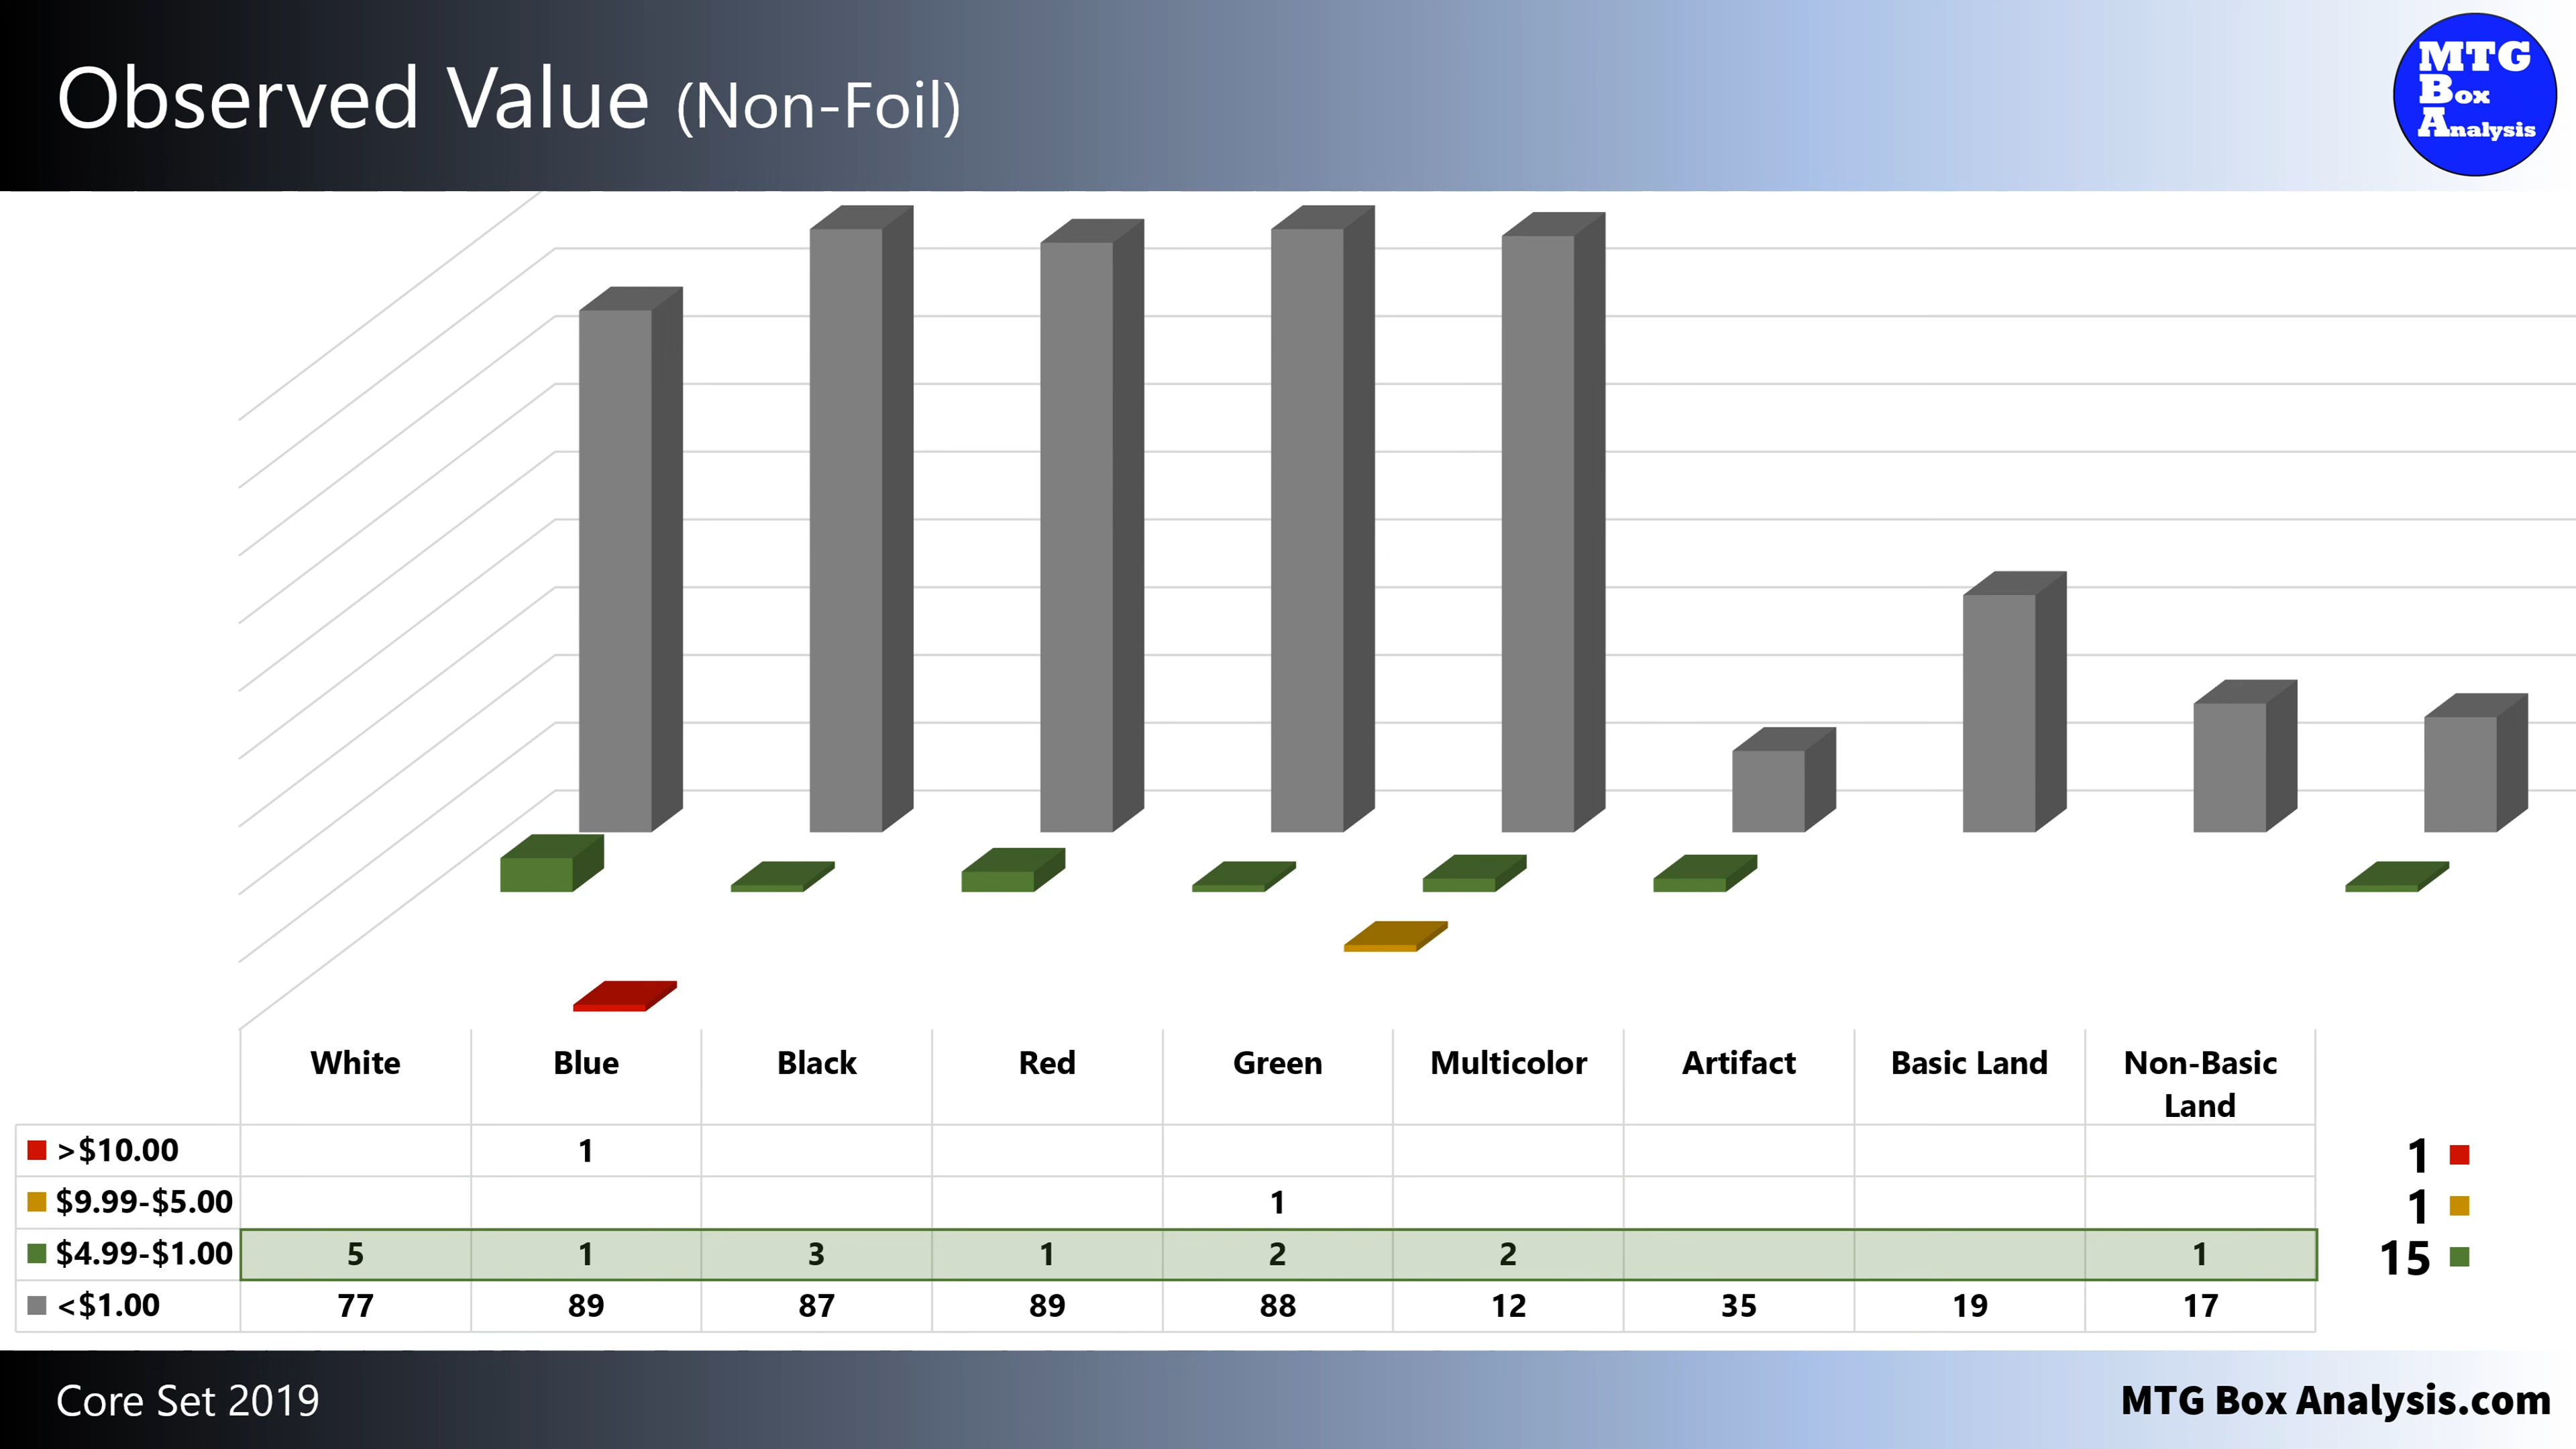 Observed Value (Non-Foil)
MTG
Box
Analysis
White Blue Black Red Green Multicolor Artifact Basic Land Non-Basic
Land
>$10.00 1 1
$9.99-$5.00 1 1
$4.99-$1.00 5 1 3 1 2 2 1 15
<$1.00 77 89 87 89 88 12 35 19 17
Core Set 2019
MTG Box Analysis.com